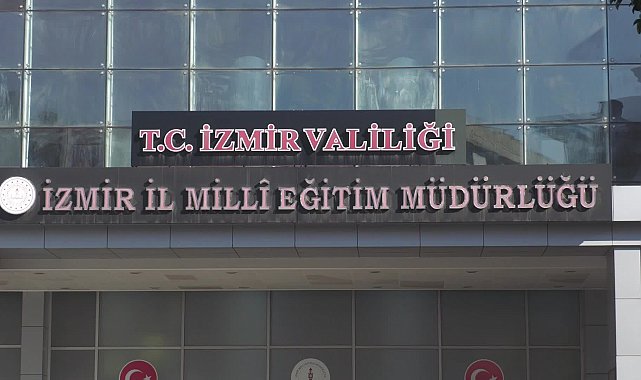 T.C. İZMİR VALİLİĞİ
İZMİR İL MİLLÎ EĞİTİM MÜDÜRLÜĞÜ